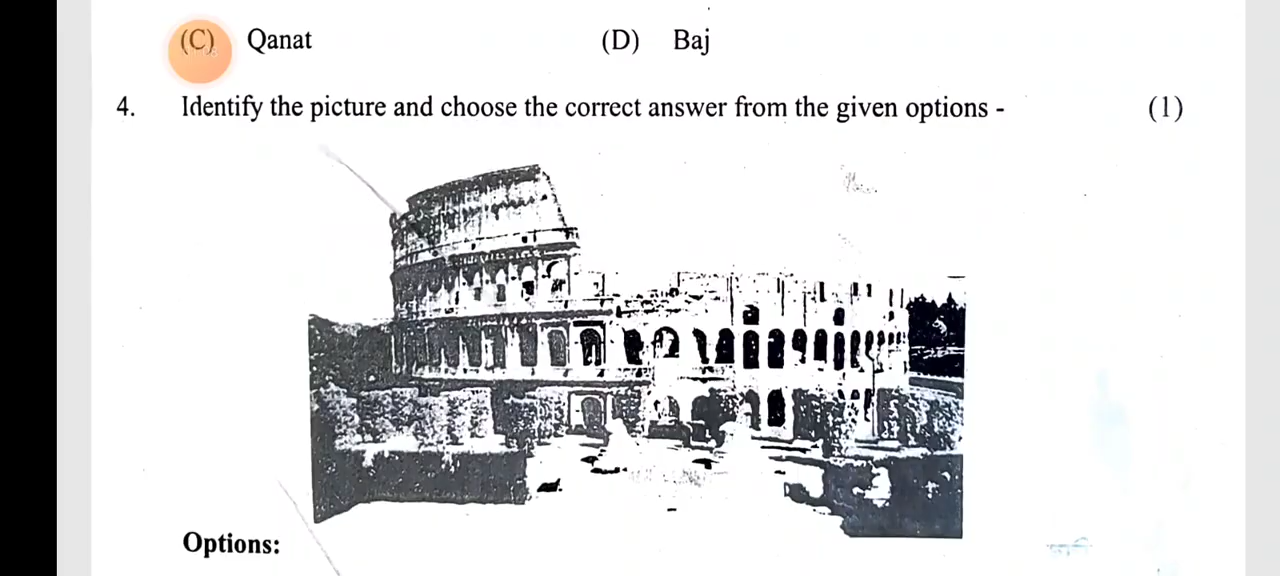 (C) Qanat (D) Baj
4. Identify the picture and choose the correct answer from the given options - (1)
Options: